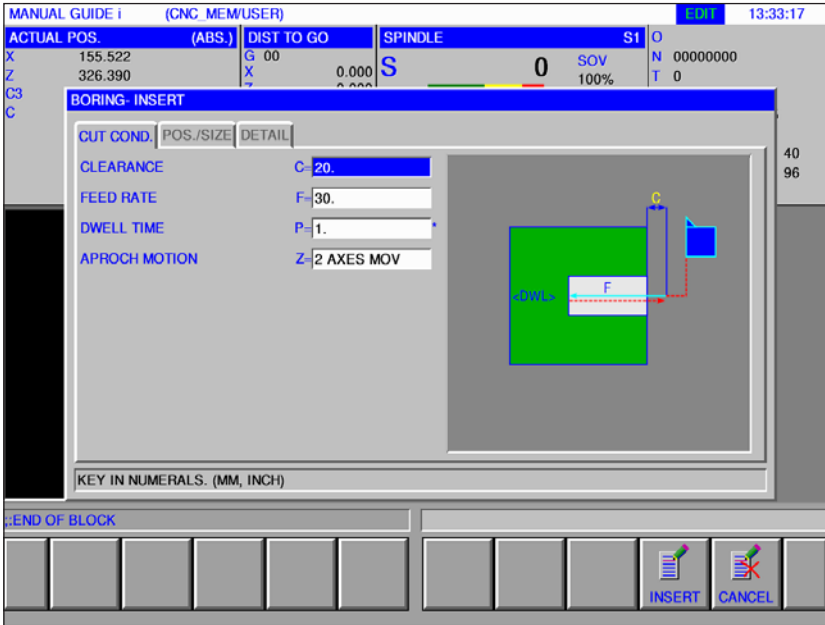 MANUAL GUIDE i (CNC_MEM/USER) EDIT 13:33:17
ACTUAL POS. (ABS.) DIST TO GO SPINDLE S1 O
X 155.522 G 00 S 0 SOV N 00000000
Z 326.390 X 0.000 100% T 0
C3
C
BORING- INSERT
CUT COND. POS./SIZE DETAIL
CLEARANCE C= 20.
FEED RATE F= 30.
DWELL TIME P= 1. *
APROCH MOTION Z= 2 AXES MOV
C
<DWL> F
40
96
KEY IN NUMERALS. (MM, INCH)
;:END OF BLOCK
INSERT CANCEL